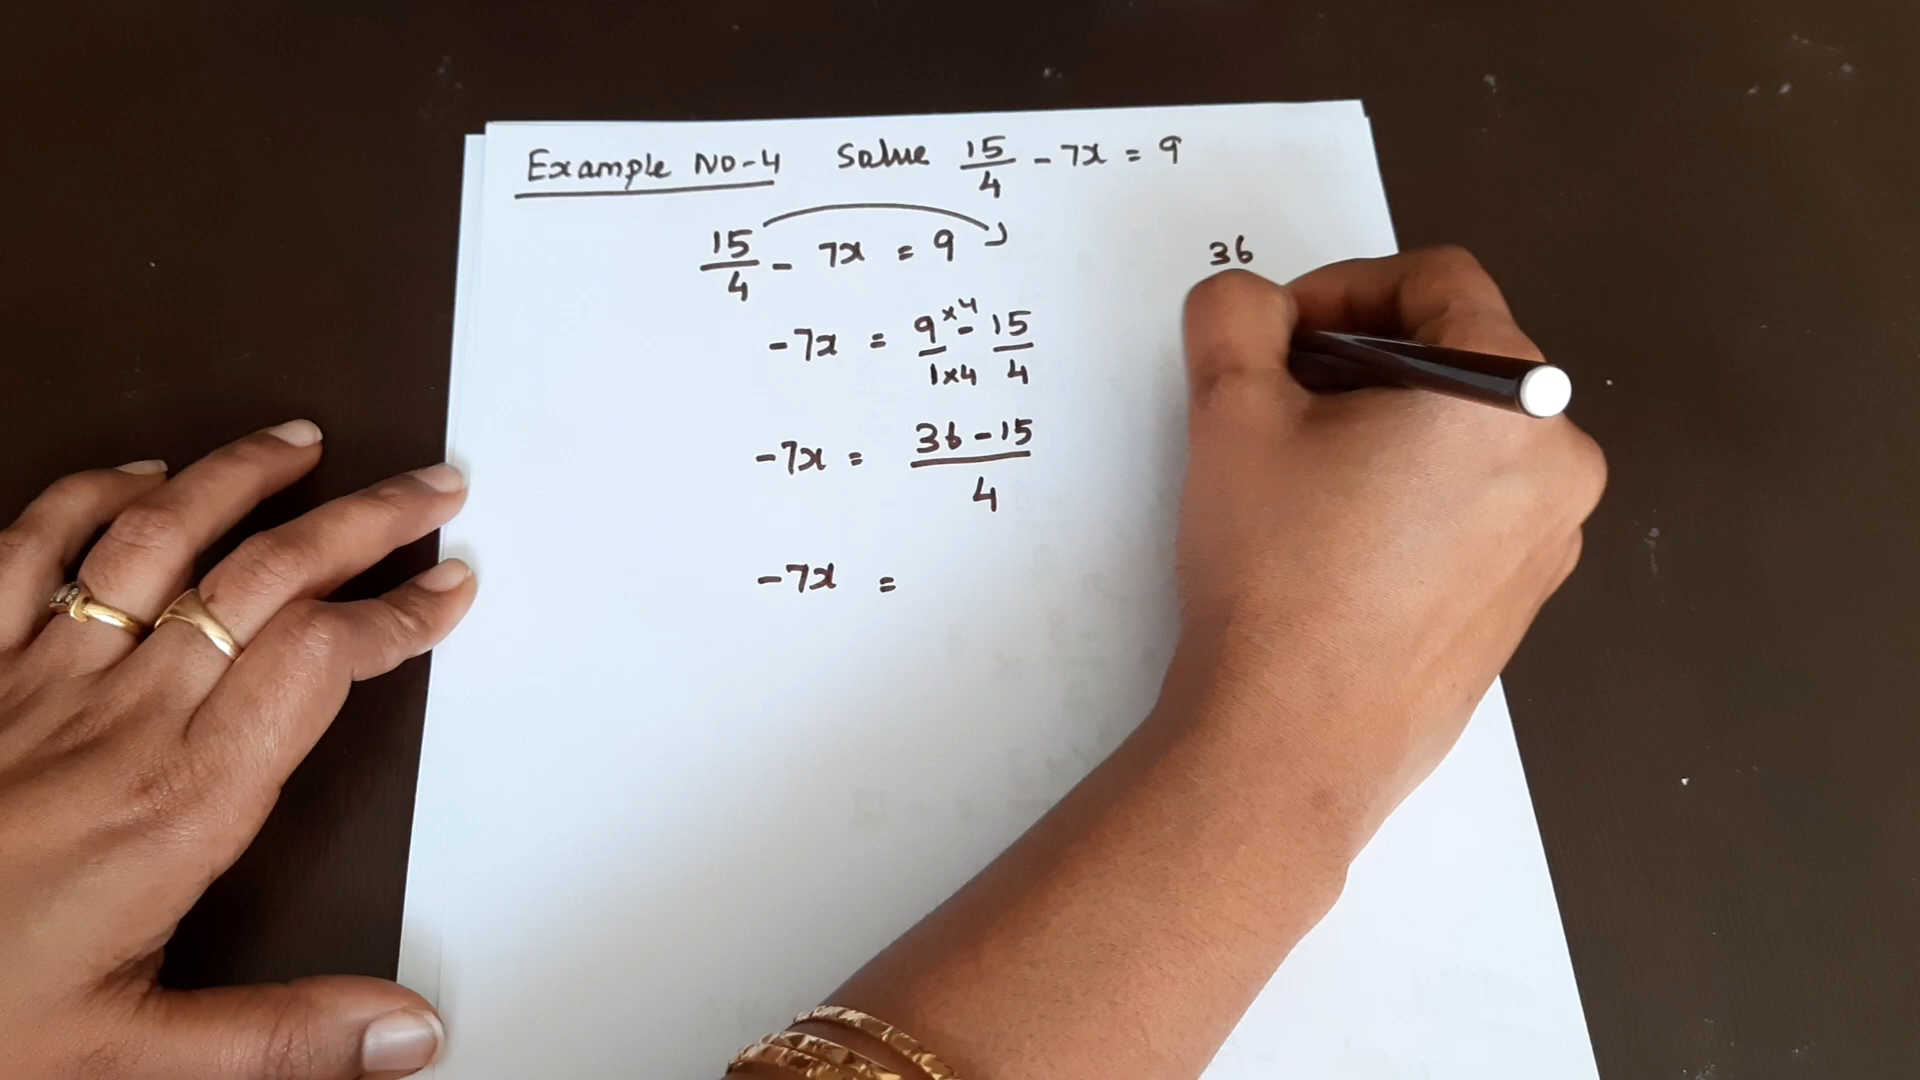 Example No-4 Solve 15/4 - 7x = 9
15/4 - 7x = 9
36
-7x = 9×4/1×4 - 15/4
-7x = 36-15/4
-7x =